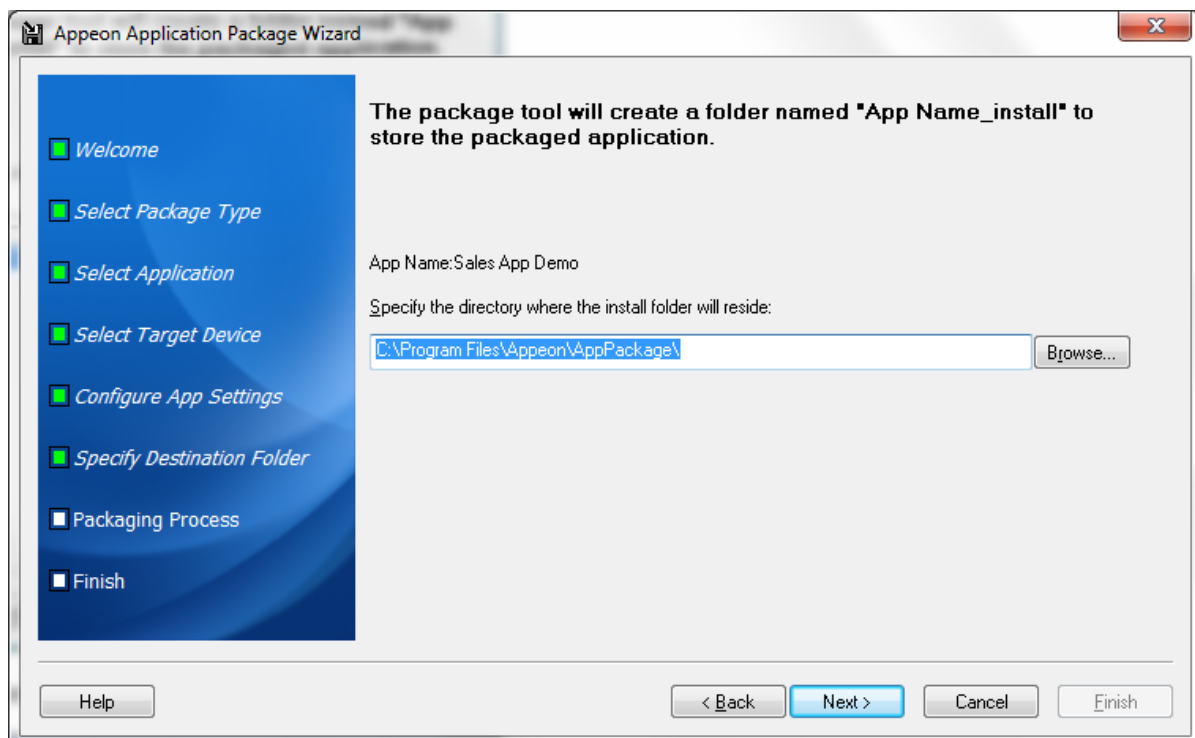 Appeon Application Package Wizard
Welcome
Select Package Type
Select Application
Select Target Device
Configure App Settings
Specify Destination Folder
Packaging Process
Finish
The package tool will create a folder named "App Name_install" to
store the packaged application.
App Name:Sales App Demo
Specify the directory where the install folder will reside:
C:\Program Files\Appeon\AppPackage\
Browse...
Help
< Back
Next >
Cancel
Finish